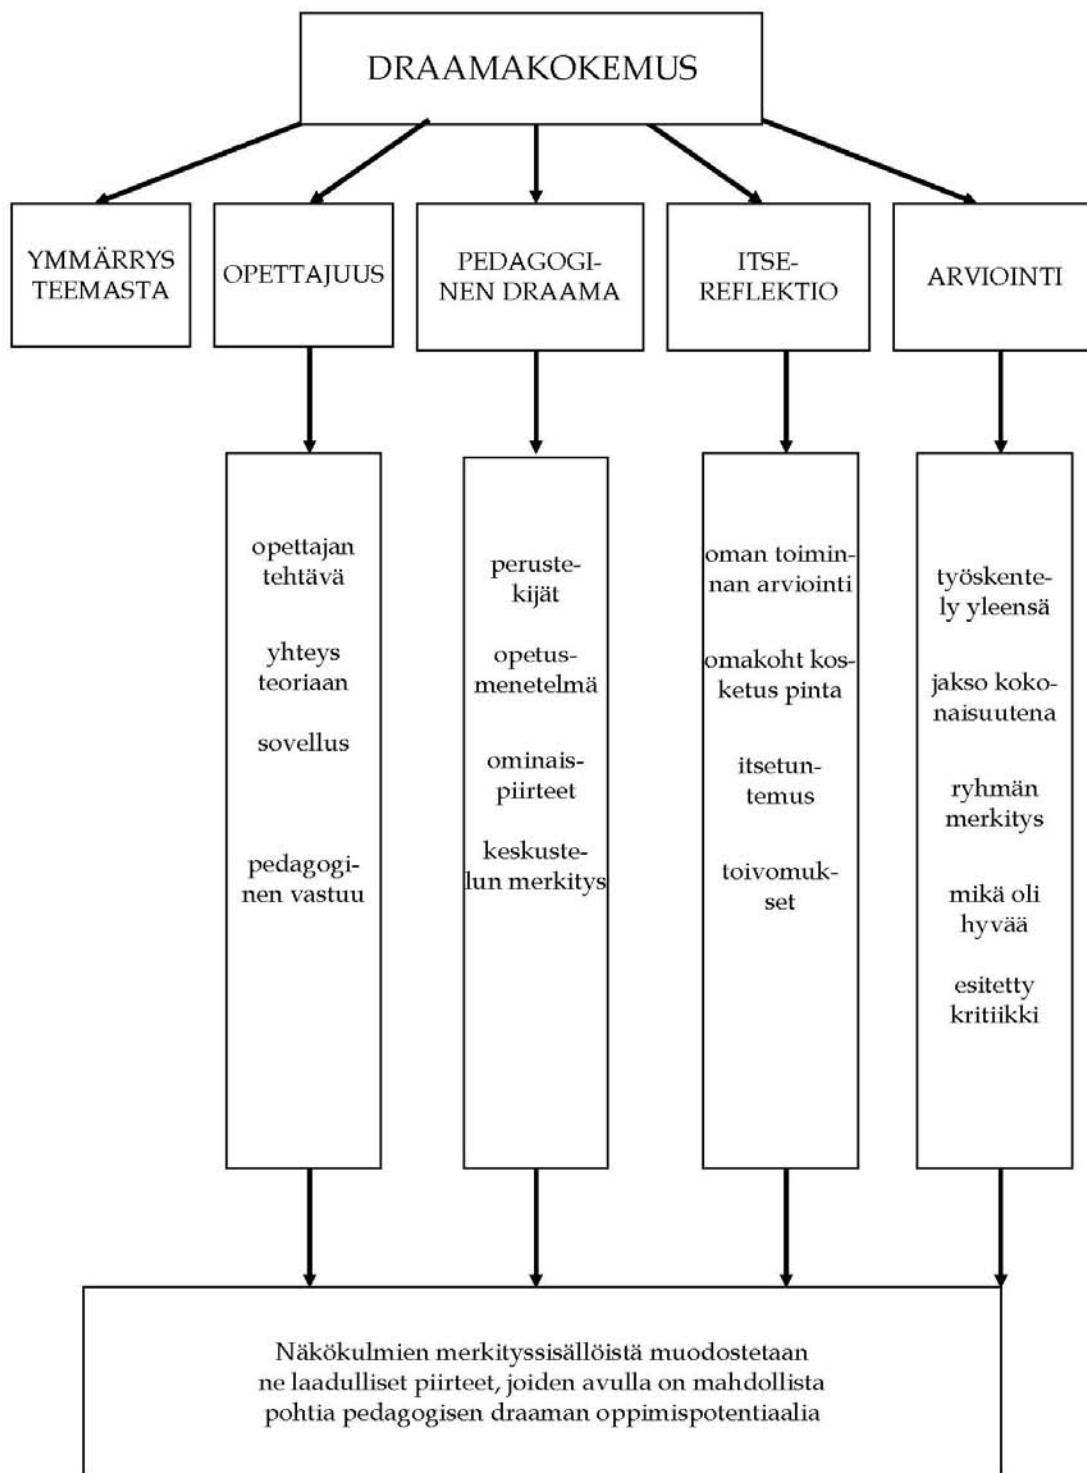 DRAAMAKOKEMUS
YMMÄRRYS
TEEMASTA
OPETTAJUUS
PEDAGOGI-
NEN DRAAMA
ITSE-
REFLEKTIO
ARVIOINTI
opettajan
tehtävä
yhteys
teoriaan
sovellus
pedagogi-
nen vastuu
peruste-
kijät
opetus-
menetelmä
ominais-
piirteet
keskuste-
lun merkitys
oman toimin-
nan arviointi
omakoht kos-
ketus pinta
itsetun-
temus
toivomuk-
set
työskente-
ly yleensä
jakso koko-
naisuutena
ryhmän
merkitys
mikä oli
hyvää
esitetty
kritiikki
Näkökulmien merkityssisällöistä muodostetaan
ne laadulliset piirteet, joiden avulla on mahdollista
pohtia pedagogisen draaman oppimispotentiaalia